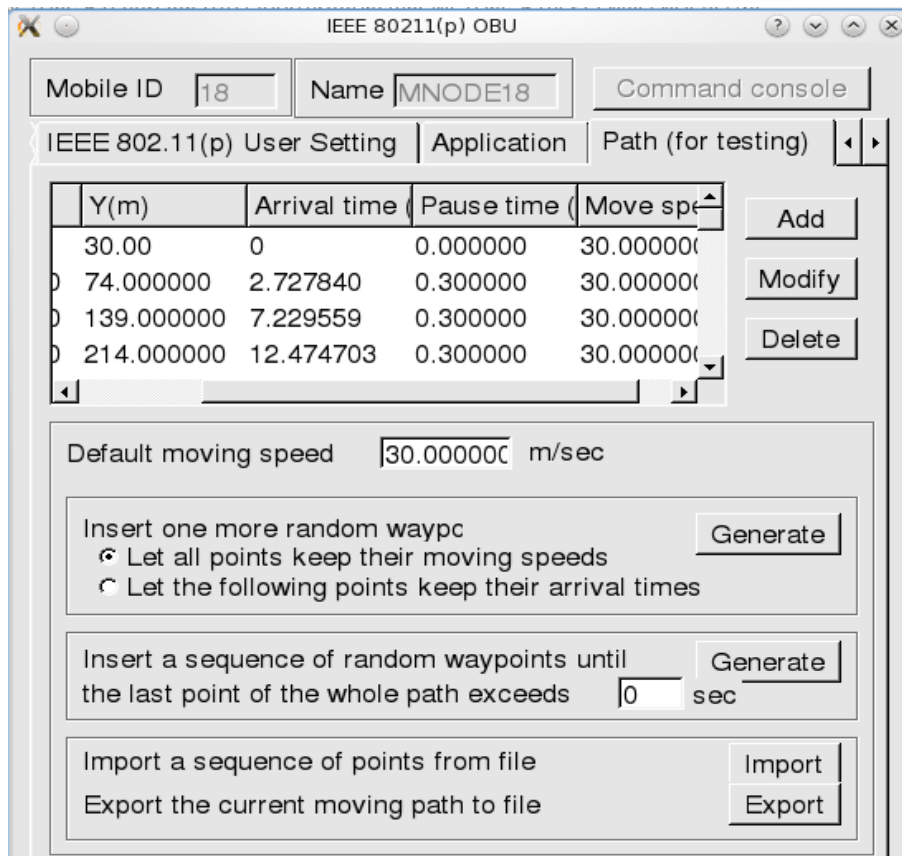 IEEE 80211(p) OBU
Mobile ID 18 Name MNODE18 Command console
IEEE 802.11(p) User Setting Application Path (for testing)
Y(m) Arrival time ( Pause time ( Move spe
30.00 0 0.000000 30.000000
0 74.000000 2.727840 0.300000 30.000000
0 139.000000 7.229559 0.300000 30.000000
0 214.000000 12.474703 0.300000 30.000000
Add
Modify
Delete
Default moving speed 30.000000 m/sec
Insert one more random waypo
Generate
Let all points keep their moving speeds
Let the following points keep their arrival times
Insert a sequence of random waypoints until
Generate
the last point of the whole path exceeds 0 sec
Import a sequence of points from file Import
Export the current moving path to file Export